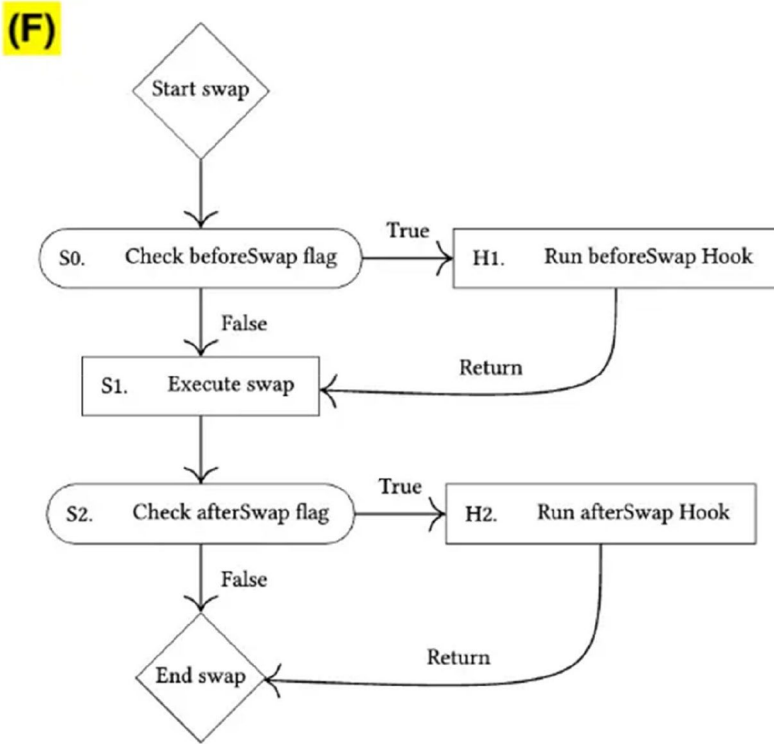 (F)
Start swap
True
S0. Check beforeSwap flag
H1. Run beforeSwap Hook
False
Return
S1. Execute swap
True
S2. Check afterSwap flag
H2. Run afterSwap Hook
False
Return
End swap